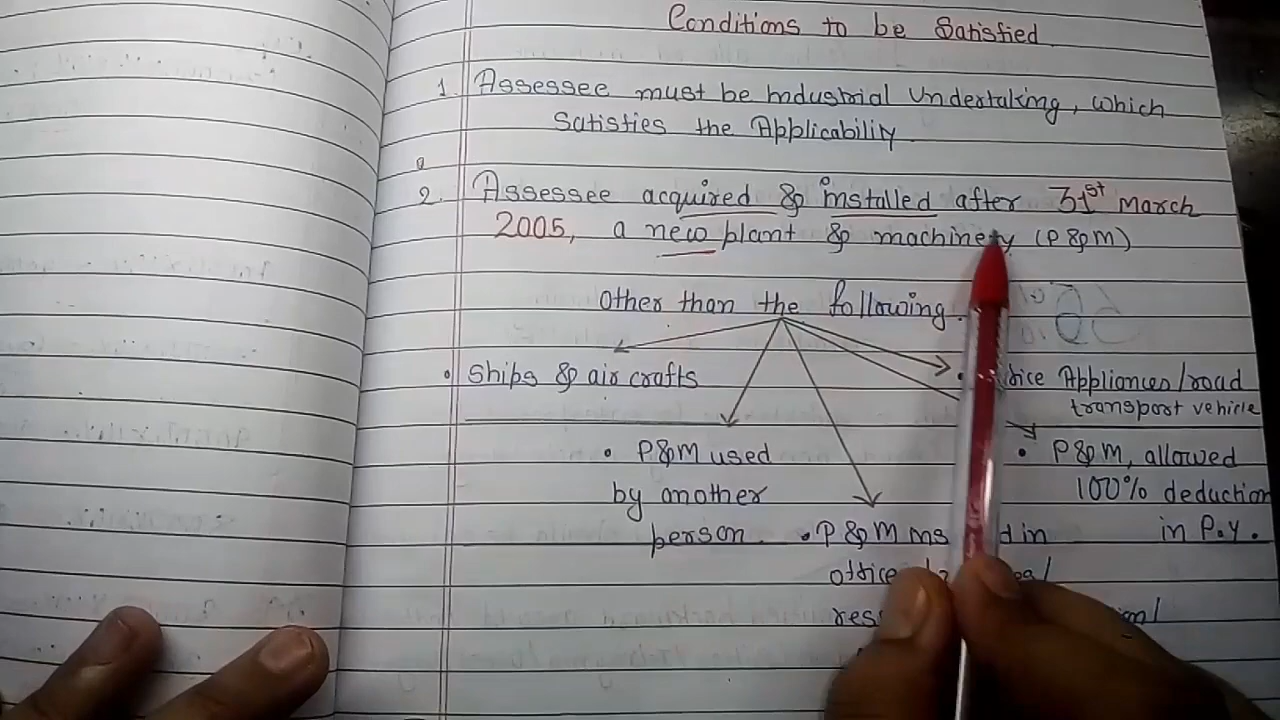 Conditions to be Satisfied
1. Assessee must be Industrial Undertaking, which
satisfies the Applicability
2. Assessee acquired & installed after 31st March
2005, a new plant & machinery (P&M)
Other than the following.
• Ships & air crafts
Appliances/road
transport vehicle
• P&M used
by another
person.
• P&M, allowed
100% deduction
in P.Y.
• P&M
in
office